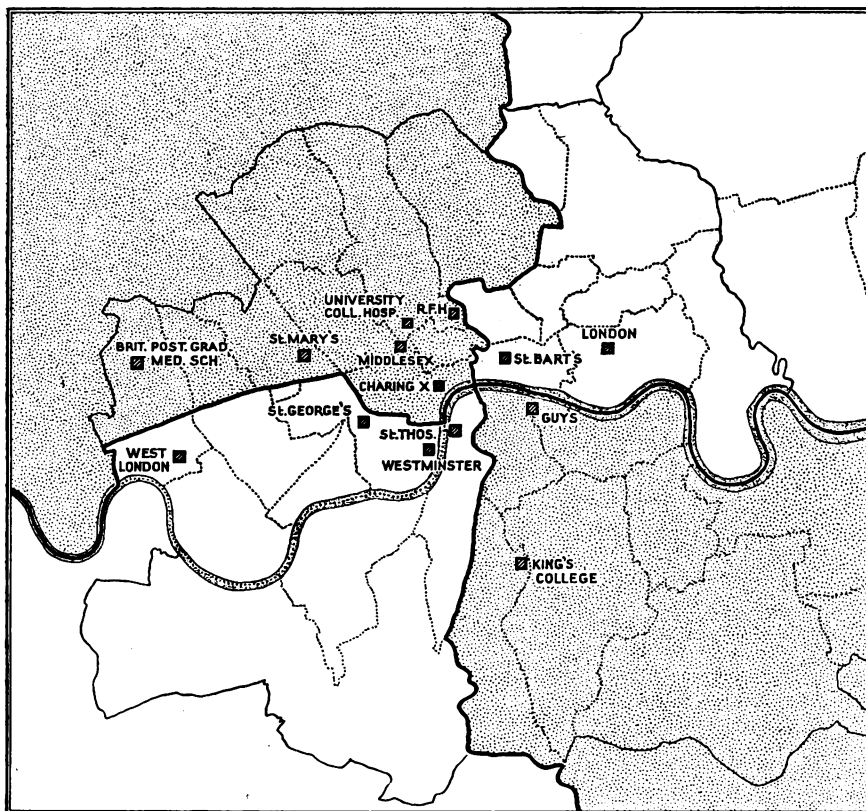 UNIVERSITY
COLL. HOSP.
R.F.H
BRIT. POST. GRAD
MED. SCH
St. MARY'S
MIDDLESEX
St. BART'S
LONDON
CHARING X
St. GEORGE'S
GUYS
St. THOS.
WEST
LONDON
WESTMINSTER
KING'S
COLLEGE